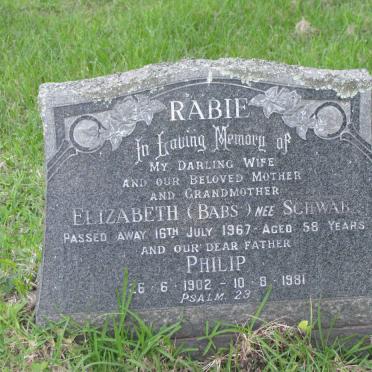 RABIE
In Loving Memory of
MY DARLING WIFE
AND OUR BELOVED MOTHER
AND GRANDMOTHER
ELIZABETH (BABS) NEE SCHWAB
PASSED AWAY 16TH JULY 1967 - AGED 58 YEARS
AND OUR DEAR FATHER
PHILIP
6 - 1902 - 10 - 8 - 1981
PSALM. 23